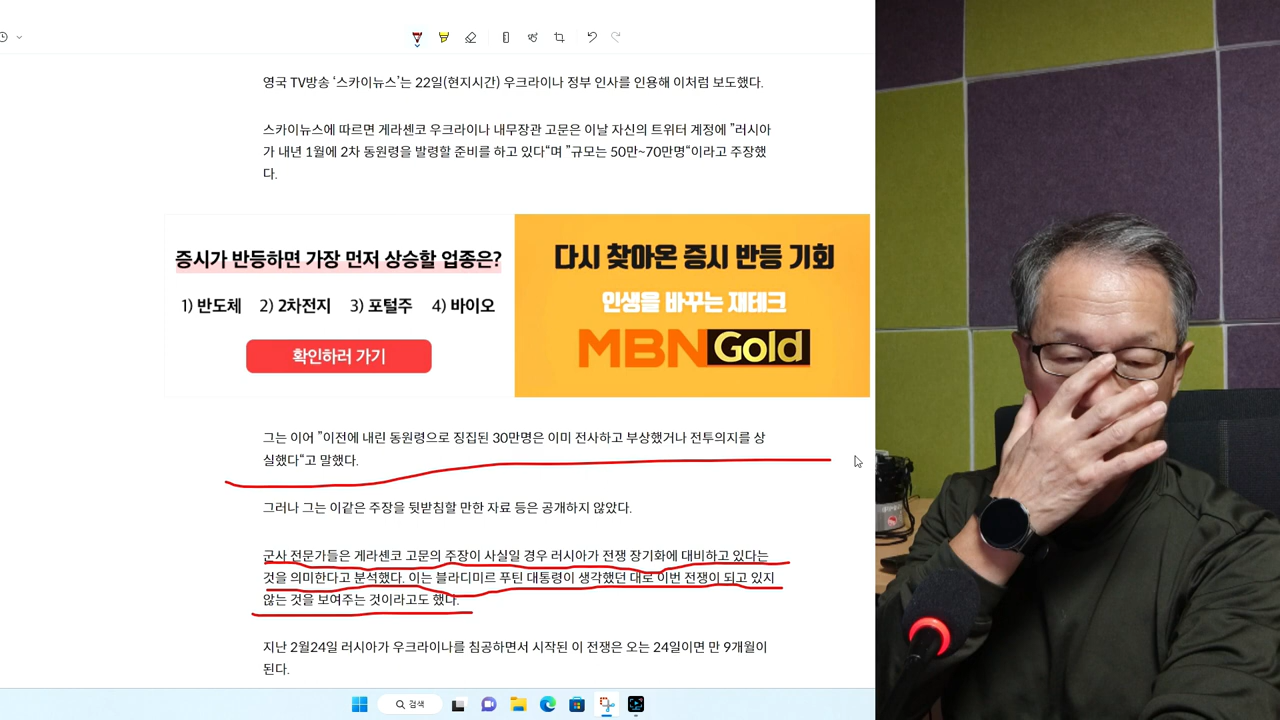 영국 TV방송 ‘스카이뉴스’는 22일(현지시간) 우크라이나 정부 인사를 인용해 이처럼 보도했다.
스카이뉴스에 따르면 게라셴코 우크라이나 내무장관 고문은 이날 자신의 트위터 계정에 ”러시아
가 내년 1월에 2차 동원령을 발령할 준비를 하고 있다“며 ”규모는 50만~70만명“이라고 주장했
다.
증시가 반등하면 가장 먼저 상승할 업종은?
1) 반도체 2) 2차전지 3) 포털주 4) 바이오
확인하러 가기
다시 찾아온 증시 반등 기회
인생을 바꾸는 재테크
MBN Gold
그는 이어 ”이전에 내린 동원령으로 징집된 30만명은 이미 전사하고 부상했거나 전투의지를 상
실했다“고 말했다.
그러나 그는 이같은 주장을 뒷받침할 만한 자료 등은 공개하지 않았다.
군사 전문가들은 게라셴코 고문의 주장이 사실일 경우 러시아가 전쟁 장기화에 대비하고 있다는
것을 의미한다고 분석했다. 이는 블라디미르 푸틴 대통령이 생각했던 대로 이번 전쟁이 되고 있지
않는 것을 보여주는 것이라고도 했다.
지난 2월24일 러시아가 우크라이나를 침공하면서 시작된 이 전쟁은 오는 24일이면 만 9개월이
된다.
검색